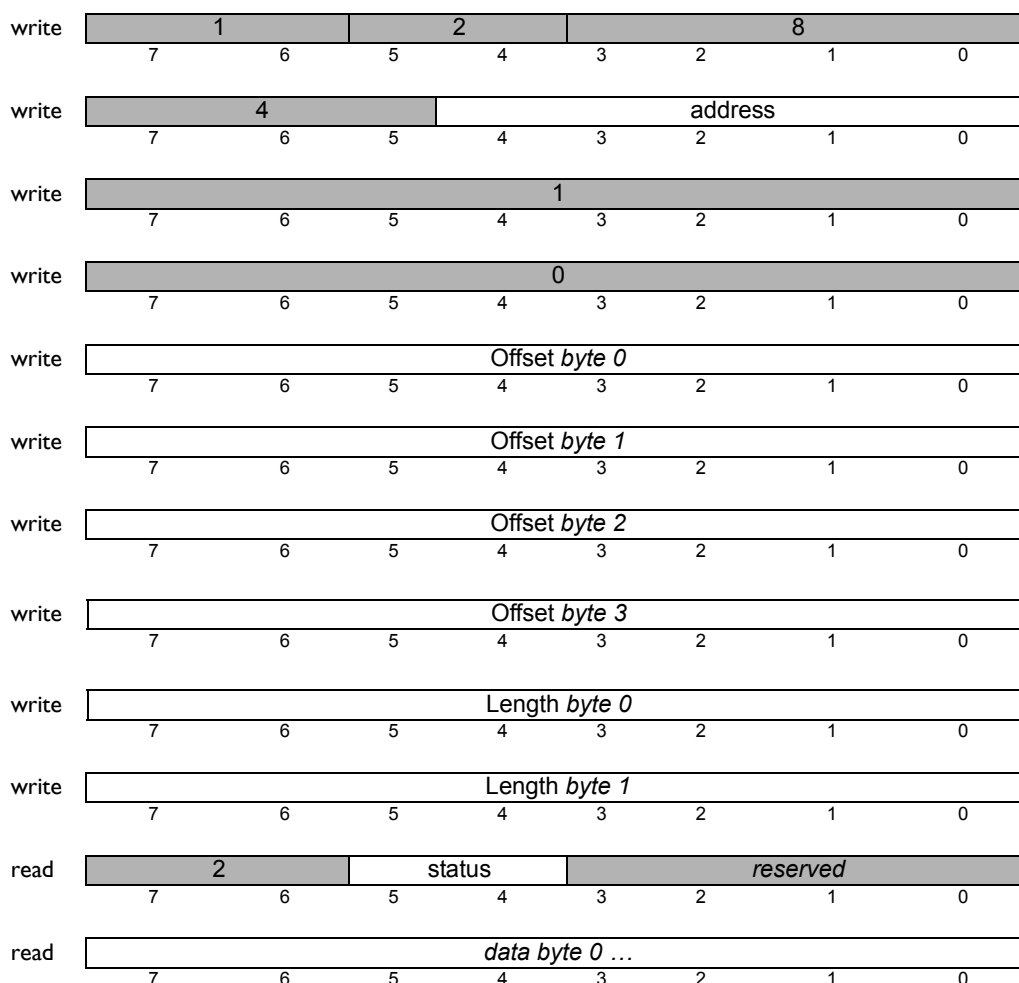 write 1 2 8
7 6 5 4 3 2 1 0
write 4 address
7 6 5 4 3 2 1 0
write 1
7 6 5 4 3 2 1 0
write 0
7 6 5 4 3 2 1 0
write Offset byte 0
7 6 5 4 3 2 1 0
write Offset byte 1
7 6 5 4 3 2 1 0
write Offset byte 2
7 6 5 4 3 2 1 0
write Offset byte 3
7 6 5 4 3 2 1 0
write Length byte 0
7 6 5 4 3 2 1 0
write Length byte 1
7 6 5 4 3 2 1 0
read 2 status reserved
7 6 5 4 3 2 1 0
read data byte 0 …
7 6 5 4 3 2 1 0